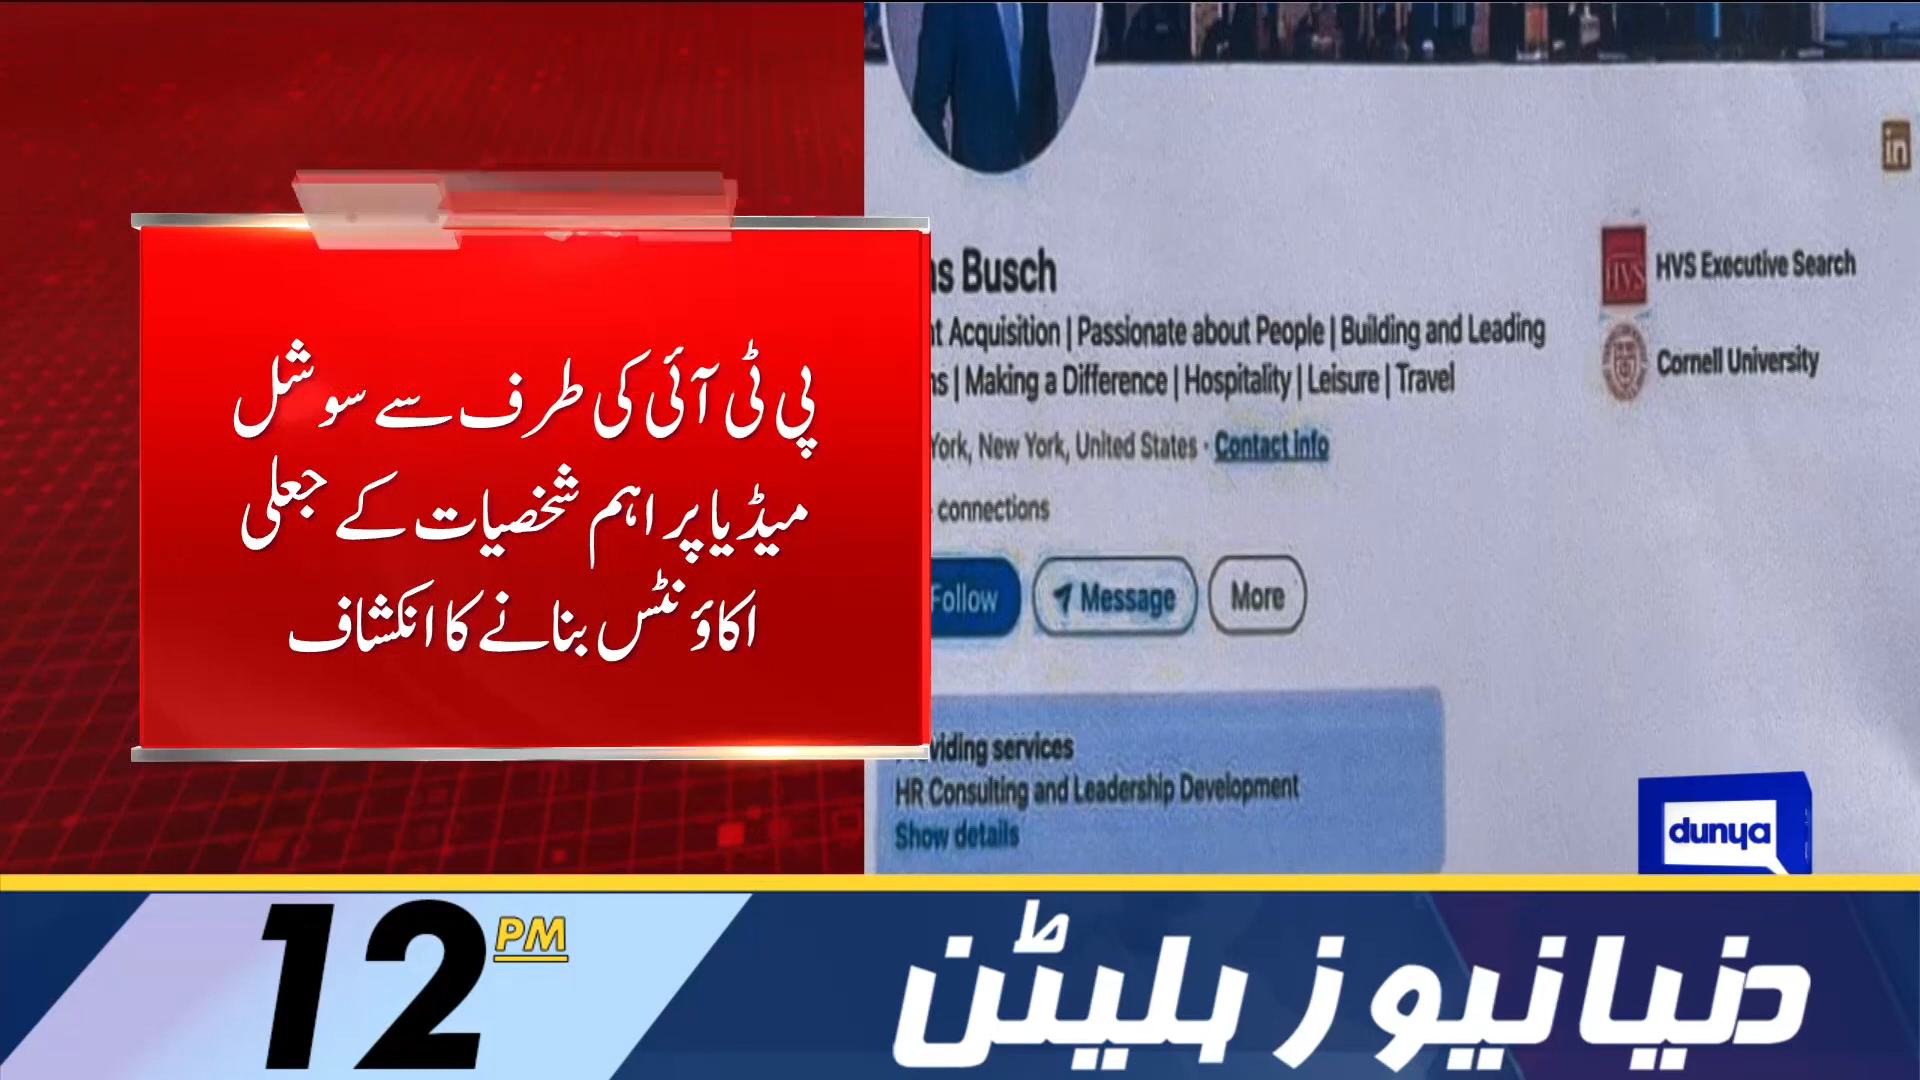 پی ٹی آئی کی طرف سے سوشل
میڈیا پر اہم شخصیات کے جعلی
اکاؤنٹس بنانے کا انکشاف
Busch
Acquisition | Passionate about People | Building and Leading
| Making a Difference | Hospitality | Leisure | Travel
York, New York, United States · Contact info
connections
Follow
Message
More
in
HVS
HVS Executive Search
Cornell University
Providing services
HR Consulting and Leadership Development
Show details
dunya
12 PM
دنیا نیوز بلیٹن